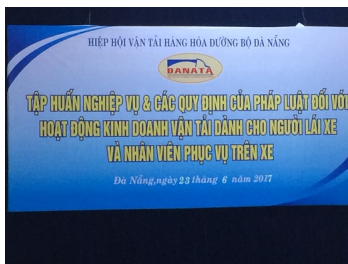 HIỆP HỘI VẬN TẢI HÀNG HÓA ĐƯỜNG BỘ ĐÀ NẴNG
DANATA
TẬP HUẤN NGHIỆP VỤ & CÁC QUY ĐỊNH CỦA PHÁP LUẬT ĐỐI VỚI
HOẠT ĐỘNG KINH DOANH VẬN TẢI DÀNH CHO NGƯỜI LÁI XE
VÀ NHÂN VIÊN PHỤC VỤ TRÊN XE
Đà Nẵng, ngày 23 tháng 6 năm 2017